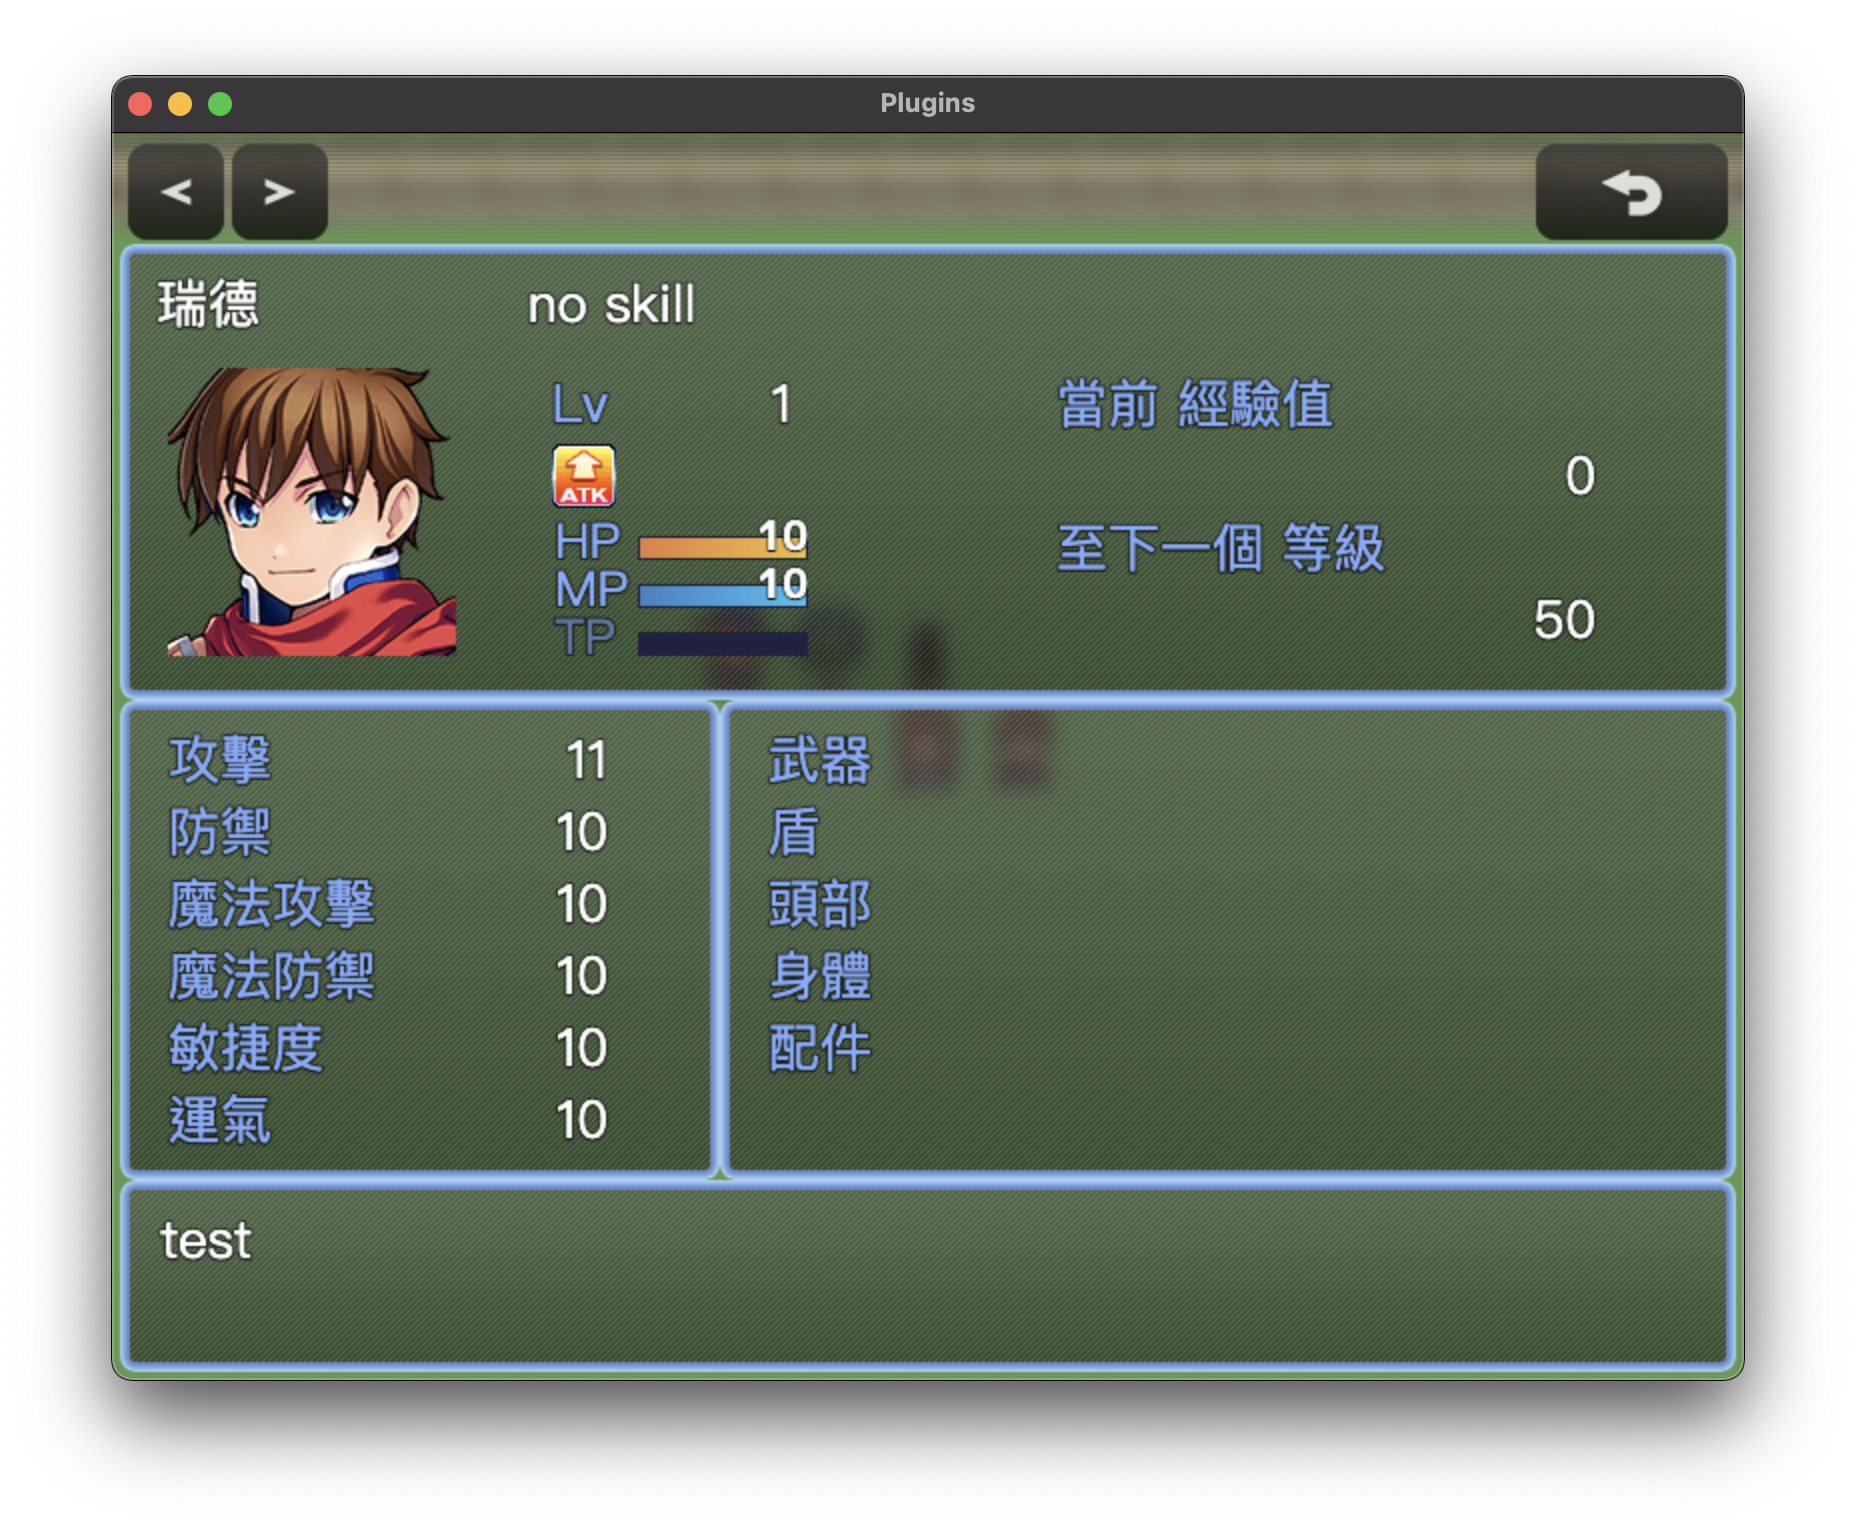 Plugins
< >
瑞德 no skill
Lv 1 當前 經驗值
ATK 0
HP 10 至下一個 等級
MP 10
TP 50
攻擊 11 武器
防禦 10 盾
魔法攻擊 10 頭部
魔法防禦 10 身體
敏捷度 10 配件
運氣 10
test